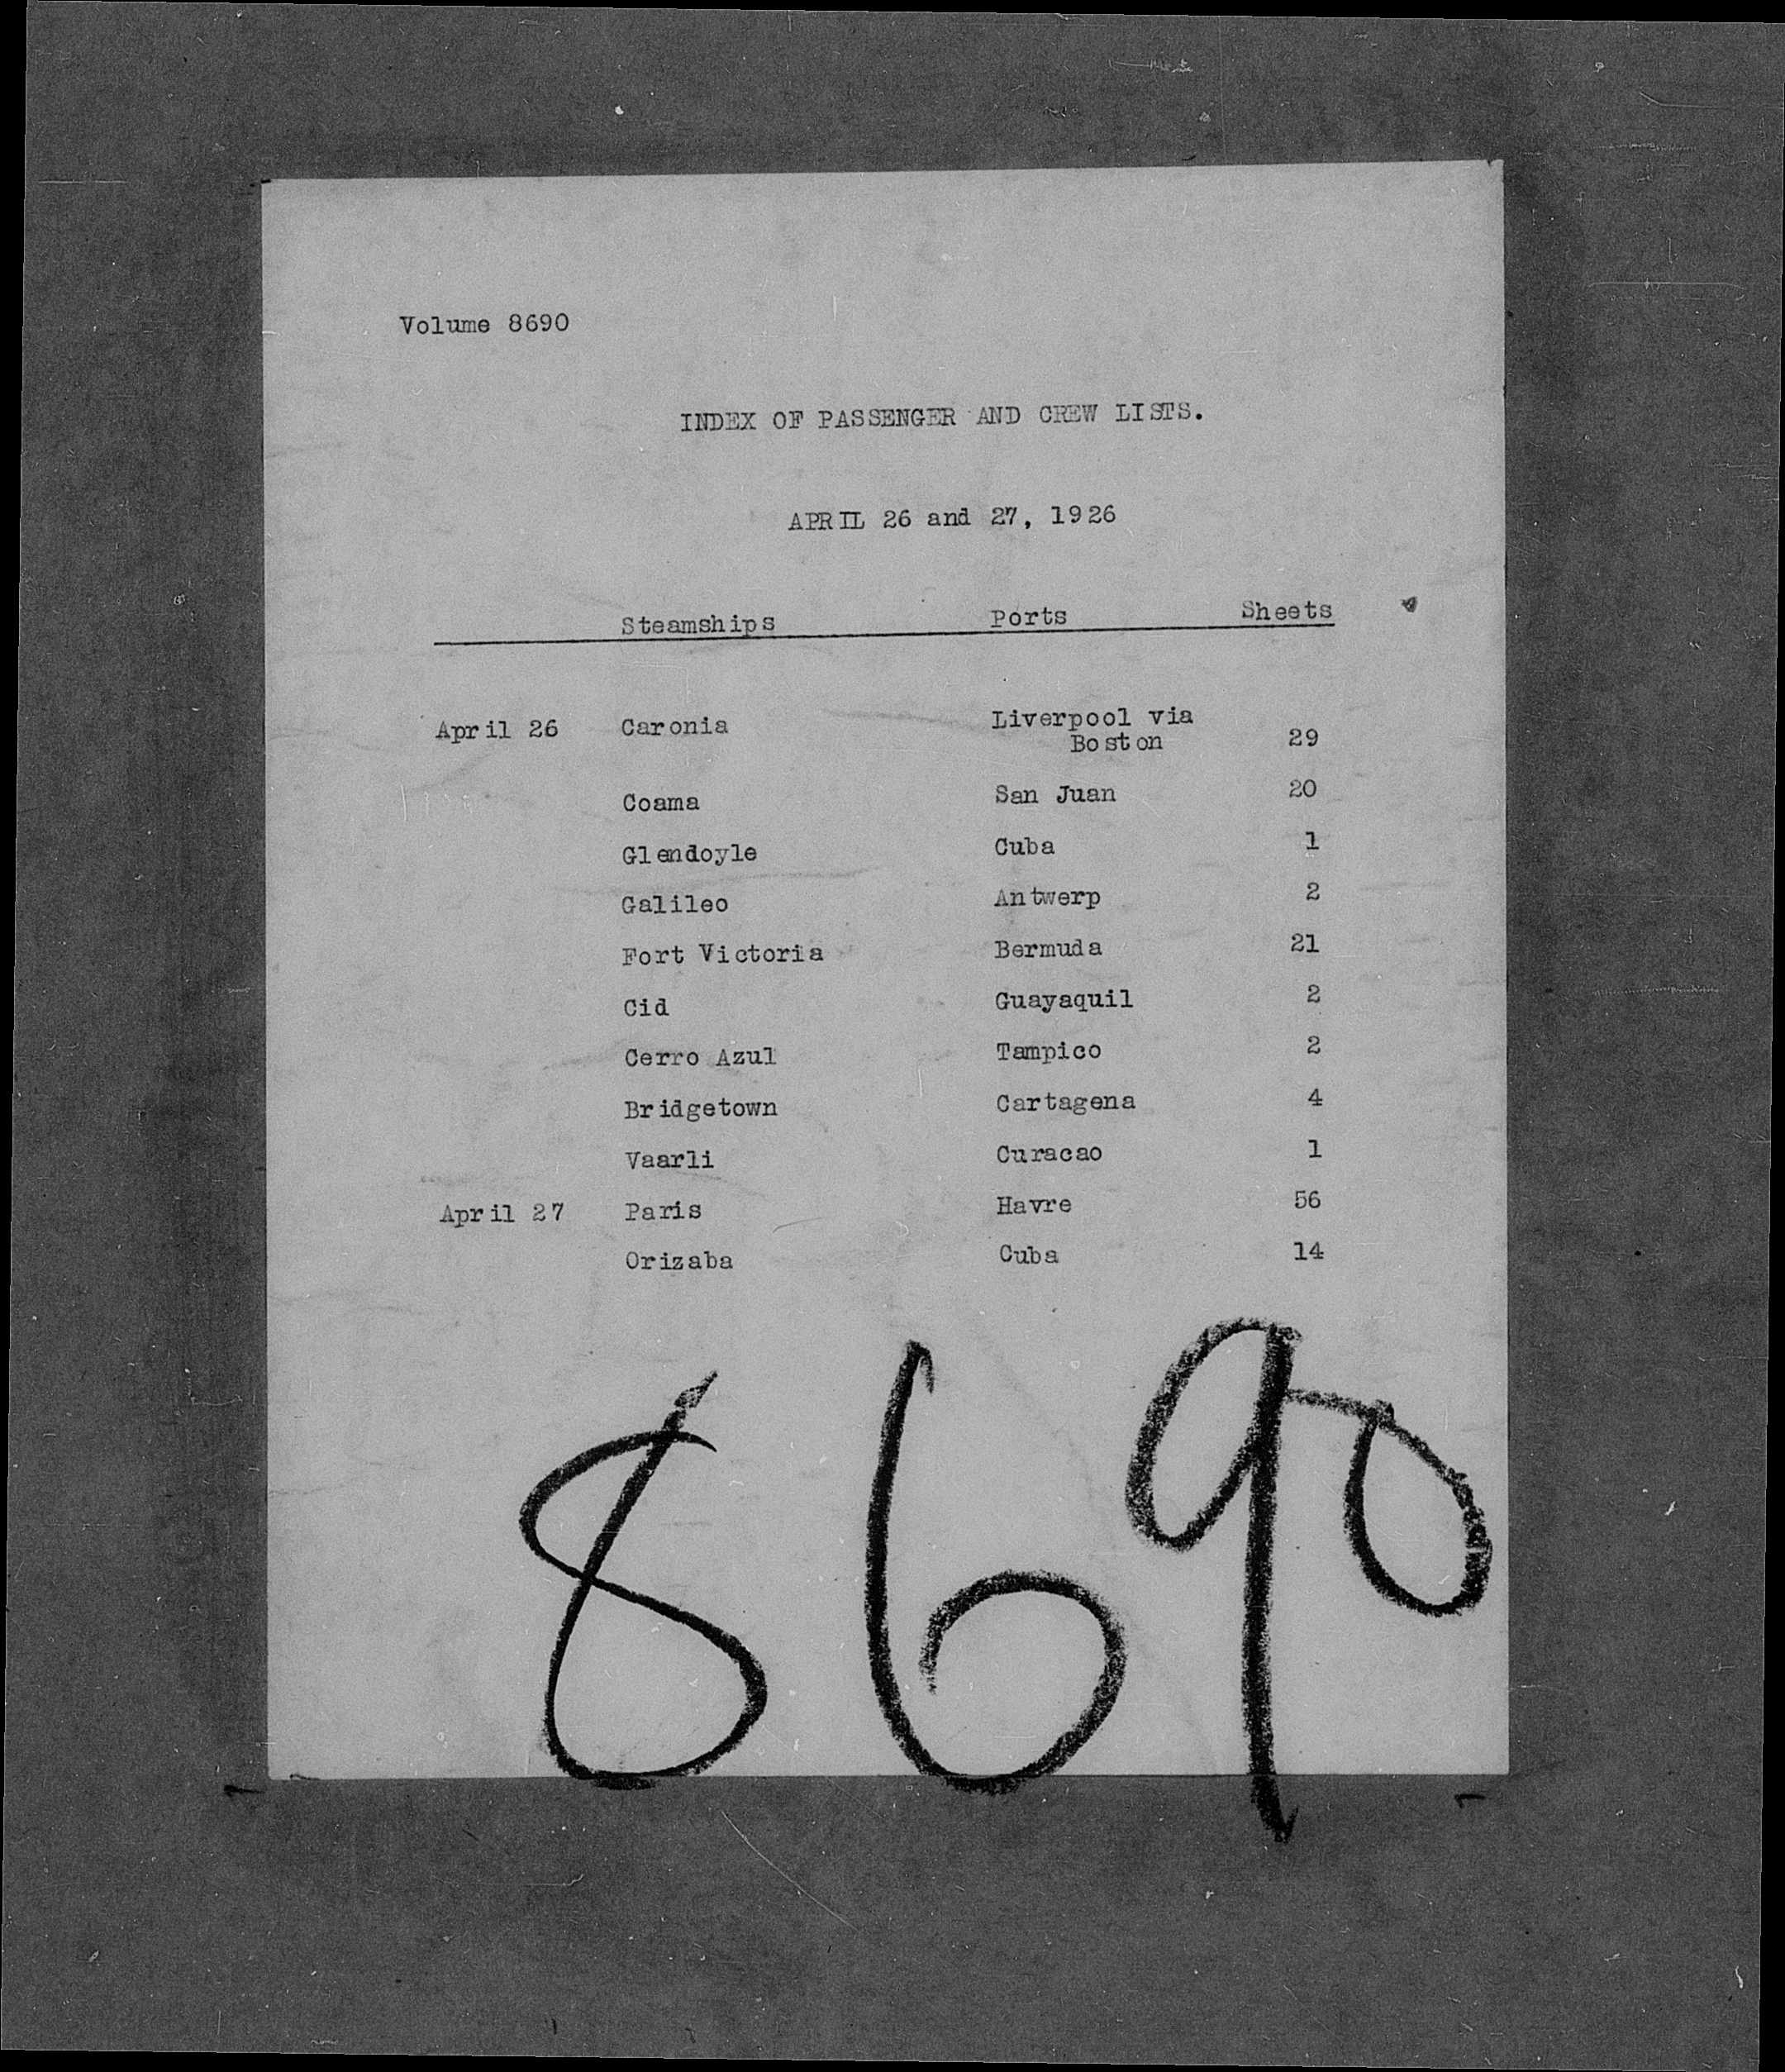 Volume 8690
INDEX OF PASSENGER AND CREW LISTS.
APRIL 26 and 27, 1926
Steamships Ports Sheets
April 26 Caronia Liverpool via
Boston 29
Coama San Juan 20
Glendoyle Cuba 1
Galileo Antwerp 2
Fort Victoria Bermuda 21
Cid Guayaquil 2
Cerro Azul Tampico 2
Bridgetown Cartagena 4
Vaarli Curacao 1
April 27 Paris Havre 56
Orizaba Cuba 14
8690